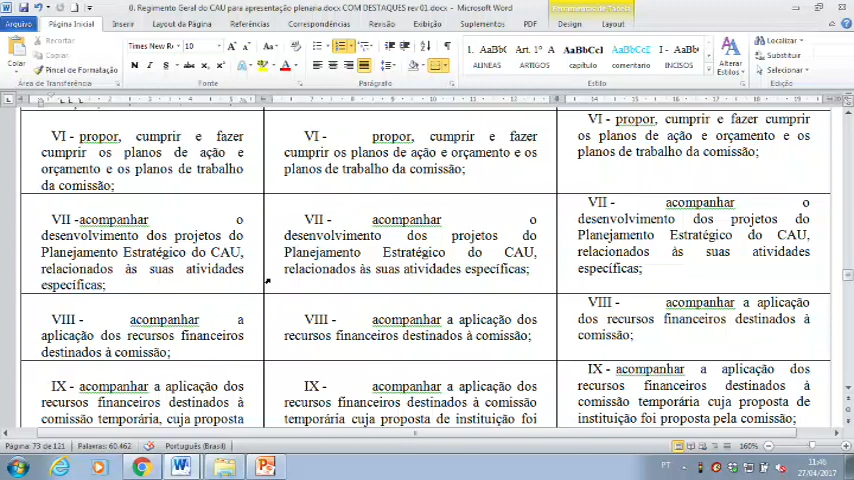 0. Regimento Geral do CAU para apresentação plenaria.docx COM DESTAQUES rev 01.docx - Microsoft Word
Ferramentas de Tabela
Arquivo Página Inicial Inserir Layout da Página Referências Correspondências Revisão Exibição Suplementos PDF Design Layout
Colar
Recortar
Copiar
Pincel de Formatação
Área de Transferência
Times New Ro 10
N I S abc x₂ x² A
Fonte
Parágrafo
1. AaBbC Art. 1º A AaBbCcI AaBbCc I - AaBb
ALINEAS ARTIGOS capítulo comentario INCISOS
Alterar Estilos
Estilo
Localizar
Substituir
Selecionar
Edição
VI - propor, cumprir e fazer
cumprir os planos de ação e
orçamento e os planos de trabalho
da comissão;
VI - propor, cumprir e fazer
cumprir os planos de ação e orçamento e os
planos de trabalho da comissão;
VI - propor, cumprir e fazer cumprir
os planos de ação e orçamento e os
planos de trabalho da comissão;
VII -acompanhar o
desenvolvimento dos projetos do
Planejamento Estratégico do CAU,
relacionados às suas atividades
específicas;
VII - acompanhar o
desenvolvimento dos projetos do
Planejamento Estratégico do CAU,
relacionados às suas atividades específicas;
VII - acompanhar o
desenvolvimento dos projetos do
Planejamento Estratégico do CAU,
relacionados às suas atividades
específicas;
VIII - acompanhar a
aplicação dos recursos financeiros
destinados à comissão;
VIII - acompanhar a aplicação dos
recursos financeiros destinados à comissão;
VIII - acompanhar a aplicação
dos recursos financeiros destinados à
comissão;
IX - acompanhar a aplicação dos
recursos financeiros destinados à
comissão temporária, cuja proposta
IX - acompanhar a aplicação dos
recursos financeiros destinados à comissão
temporária cuja proposta de instituição foi
IX - acompanhar a aplicação dos
recursos financeiros destinados à
comissão temporária cuja proposta de
instituição foi proposta pela comissão;
Página: 73 de 121 Palavras: 60.462 Português (Brasil) 160%
PT
11:46
27/04/2017